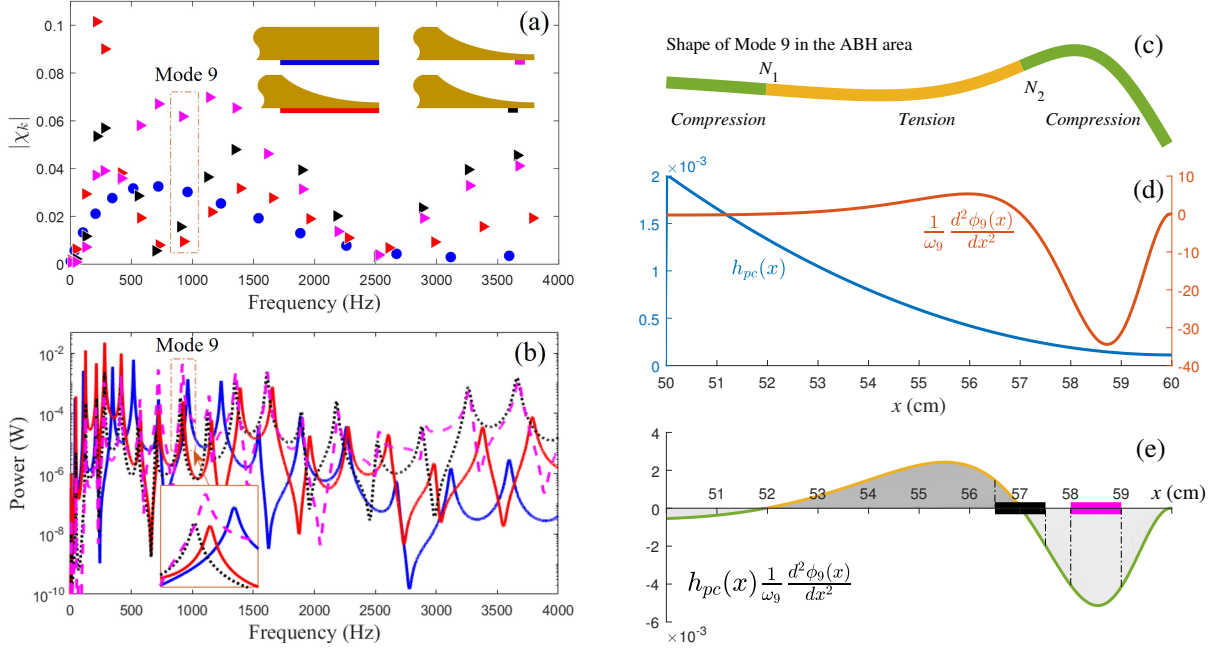 (a)
0.1
0.08
0.06
0.04
0.02
0
|χₖ|
Mode 9
0 500 1000 1500 2000 2500 3000 3500 4000
Frequency (Hz)
(b)
Mode 9
10⁻²
10⁻⁴
10⁻⁶
10⁻⁸
10⁻¹⁰
Power (W)
0 500 1000 1500 2000 2500 3000 3500 4000
Frequency (Hz)
(c)
Shape of Mode 9 in the ABH area
N₁
N₂
Compression Tension Compression
(d)
×10⁻³
2
1.5
1
0.5
0
10
0
-10
-20
-30
-40
1/ω₉ d²ϕ₉(x)/dx²
h_pc(x)
50 51 52 53 54 55 56 57 58 59 60
x (cm)
(e)
4
2
0
-2
-4
-6
×10⁻³
51 52 53 54 55 56 57 58 59 x (cm)
h_pc(x) 1/ω₉ d²ϕ₉(x)/dx²